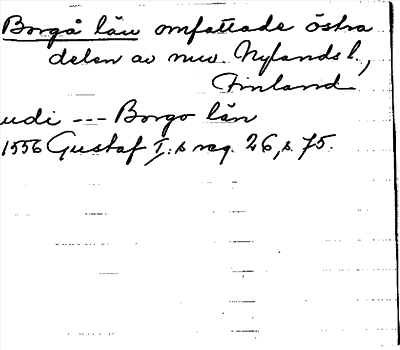 Borgå län omfattade östra
delen av nuv. Nylands l.,
Finland
udi --- Borgo län
1556 Gustaf I:s reg. 26, s. 75.